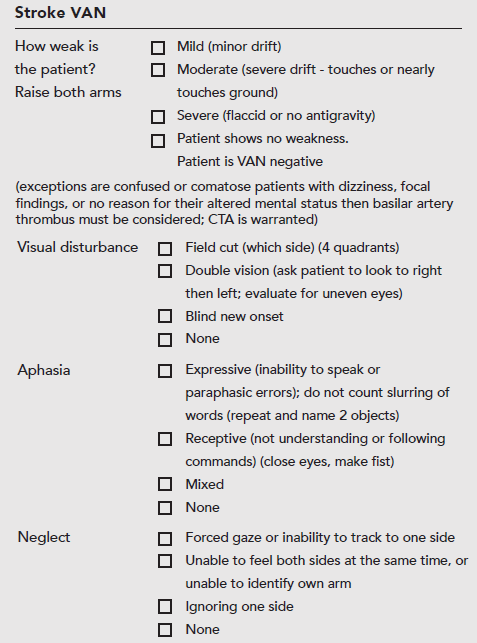 Stroke VAN
How weak is
the patient?
Raise both arms
Mild (minor drift)
Moderate (severe drift - touches or nearly
touches ground)
Severe (flaccid or no antigravity)
Patient shows no weakness.
Patient is VAN negative
(exceptions are confused or comatose patients with dizziness, focal
findings, or no reason for their altered mental status then basilar artery
thrombus must be considered; CTA is warranted)
Visual disturbance
Field cut (which side) (4 quadrants)
Double vision (ask patient to look to right
then left; evaluate for uneven eyes)
Blind new onset
None
Aphasia
Expressive (inability to speak or
paraphasic errors); do not count slurring of
words (repeat and name 2 objects)
Receptive (not understanding or following
commands) (close eyes, make fist)
Mixed
None
Neglect
Forced gaze or inability to track to one side
Unable to feel both sides at the same time, or
unable to identify own arm
Ignoring one side
None